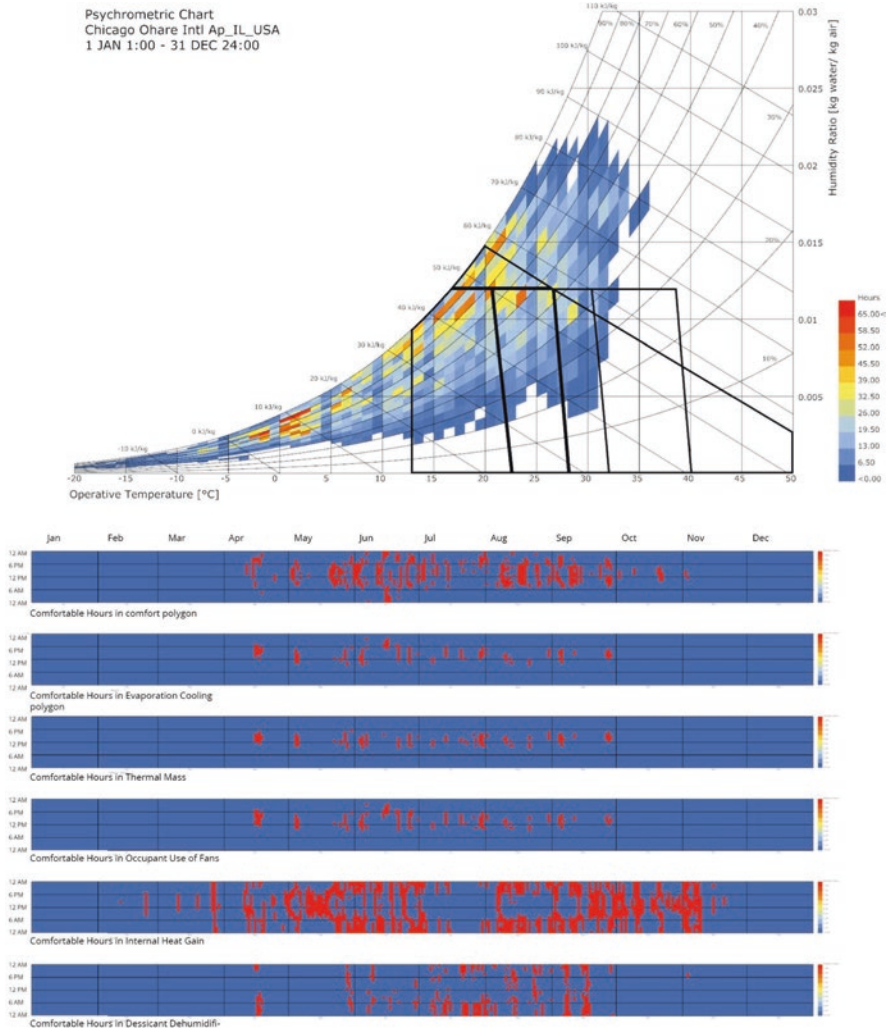 Psychrometric Chart
Chicago Ohare Intl Ap_IL_USA
1 JAN 1:00 - 31 DEC 24:00
110 kJ/kg
90%
80%
70%
60%
50%
40%
0.03
100 kJ/kg
90 kJ/kg
0.025
30%
80 kJ/kg
0.02
70 kJ/kg
60 kJ/kg
20%
0.015
50 kJ/kg
40 kJ/kg
0.01
30 kJ/kg
10%
20 kJ/kg
0.005
10 kJ/kg
0 kJ/kg
-10 kJ/kg
Humidity Ratio [kg water/ kg air]
-20 -15 -10 -5 0 5 10 15 20 25 30 35 40 45 50
Operative Temperature [°C]
Hours
65.00<
58.50
52.00
45.50
39.00
32.50
26.00
19.50
13.00
6.50
<0.00
Jan Feb Mar Apr May Jun Jul Aug Sep Oct Nov Dec
12 AM
6 PM
12 PM
6 AM
12 AM
Comfortable Hours in comfort polygon
12 AM
6 PM
12 PM
6 AM
12 AM
Comfortable Hours in Evaporation Cooling
polygon
12 AM
6 PM
12 PM
6 AM
12 AM
Comfortable Hours in Thermal Mass
12 AM
6 PM
12 PM
6 AM
12 AM
Comfortable Hours in Occupant Use of Fans
12 AM
6 PM
12 PM
6 AM
12 AM
Comfortable Hours in Internal Heat Gain
12 AM
6 PM
12 PM
6 AM
12 AM
Comfortable Hours in Dessicant Dehumidifi-